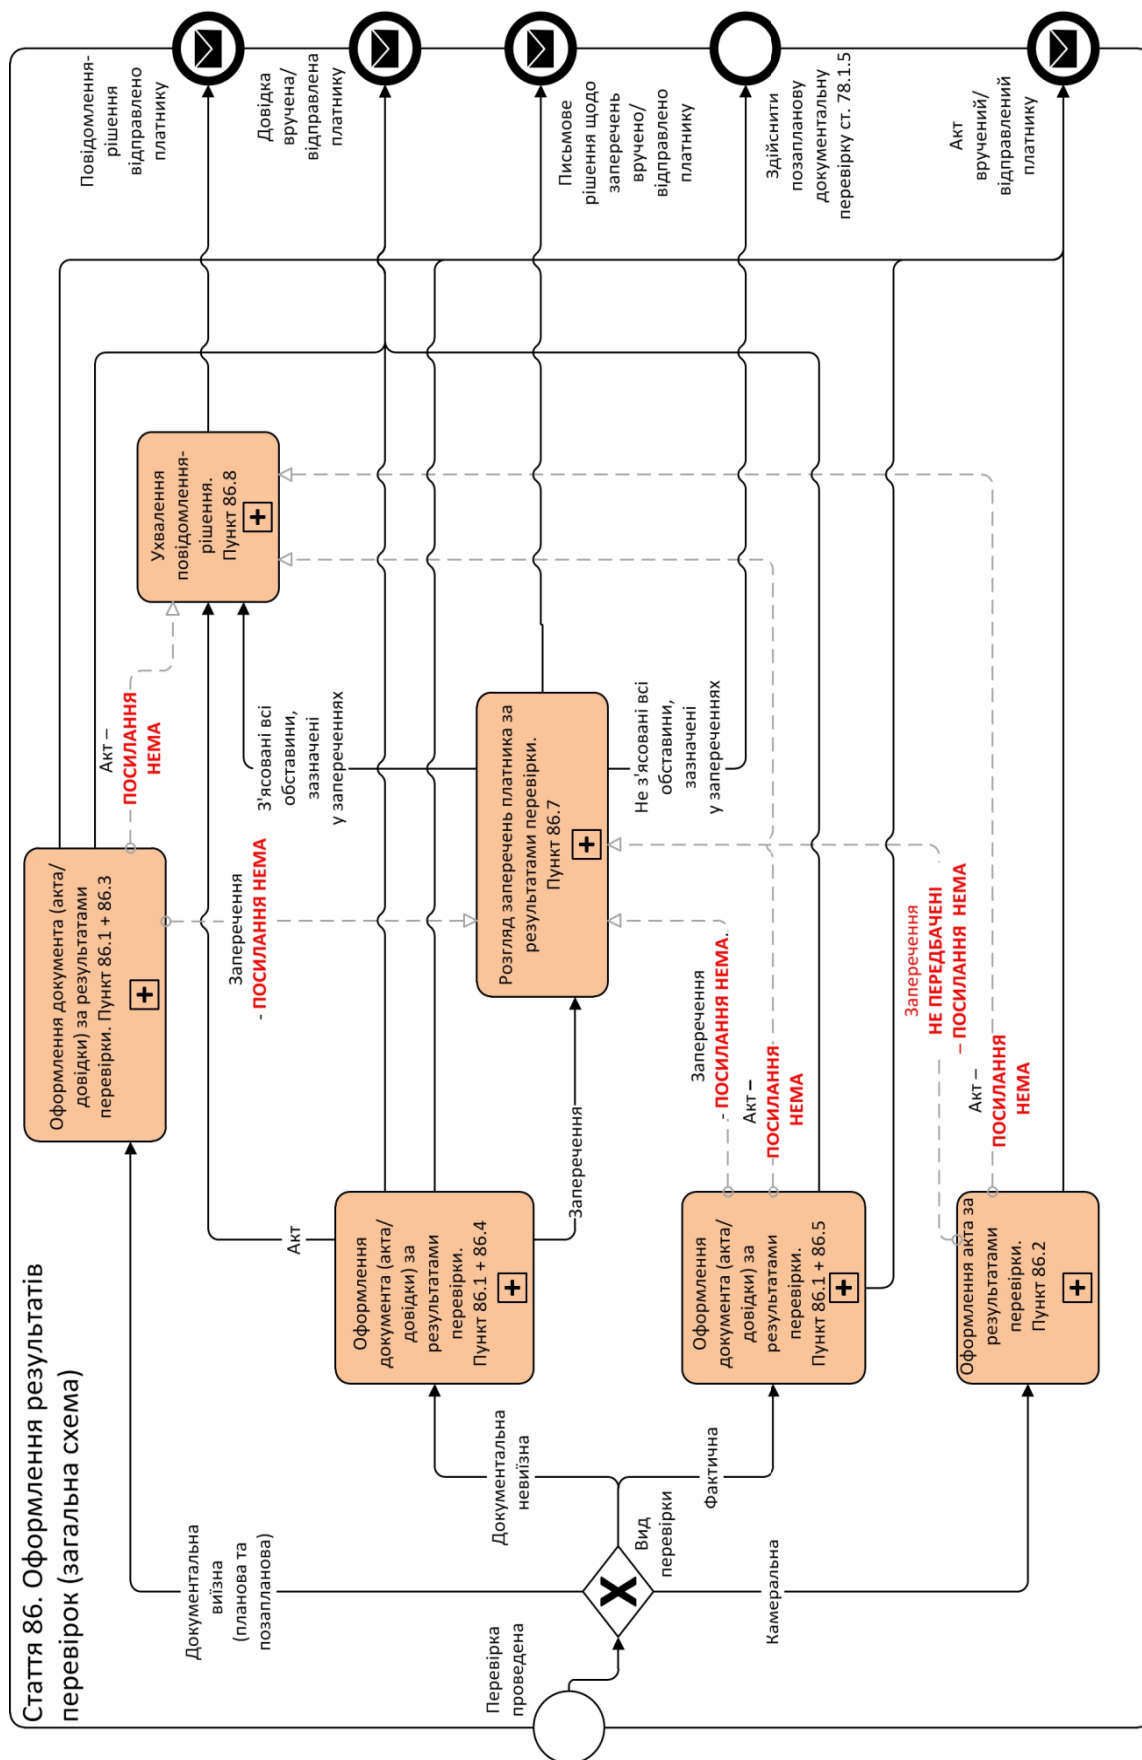 Стаття 86. Оформлення результатів
перевірок (загальна схема)
Перевірка
проведена
Вид
перевірки
Документальна
виїзна
(планова та
позапланова)
Документальна
невиїзна
Фактична
Камеральна
Оформлення документа (акта/
довідки) за результатами
перевірки. Пункт 86.1 + 86.3
Оформлення
документа (акта/
довідки) за
результатами
перевірки.
Пункт 86.1 + 86.4
Оформлення
документа (акта/
довідки) за
результатами
перевірки.
Пункт 86.1 + 86.5
Оформлення акта за
результатами
перевірки.
Пункт 86.2
Акт
Заперечення
Заперечення
- ПОСИЛАННЯ НЕМА
Акт –
ПОСИЛАННЯ
НЕМА
Заперечення
- ПОСИЛАННЯ НЕМА.
Акт –
ПОСИЛАННЯ
НЕМА
Заперечення
НЕ ПЕРЕДБАЧЕНІ
– ПОСИЛАННЯ НЕМА
Акт –
ПОСИЛАННЯ
НЕМА
Розгляд заперечень платника за
результатами перевірки.
Пункт 86.7
З'ясовані всі
обставини,
зазначені
у запереченнях
Не з'ясовані всі
обставини,
зазначені
у запереченнях
Ухвалення
повідомлення-
рішення.
Пункт 86.8
Повідомлення-
рішення
відправлено
платнику
Довідка
вручена/
відправлена
платнику
Письмове
рішення щодо
заперечень
вручено/
відправлено
платнику
Здійснити
позапланову
документальну
перевірку ст. 78.1.5
Акт
вручений/
відправлений
платнику